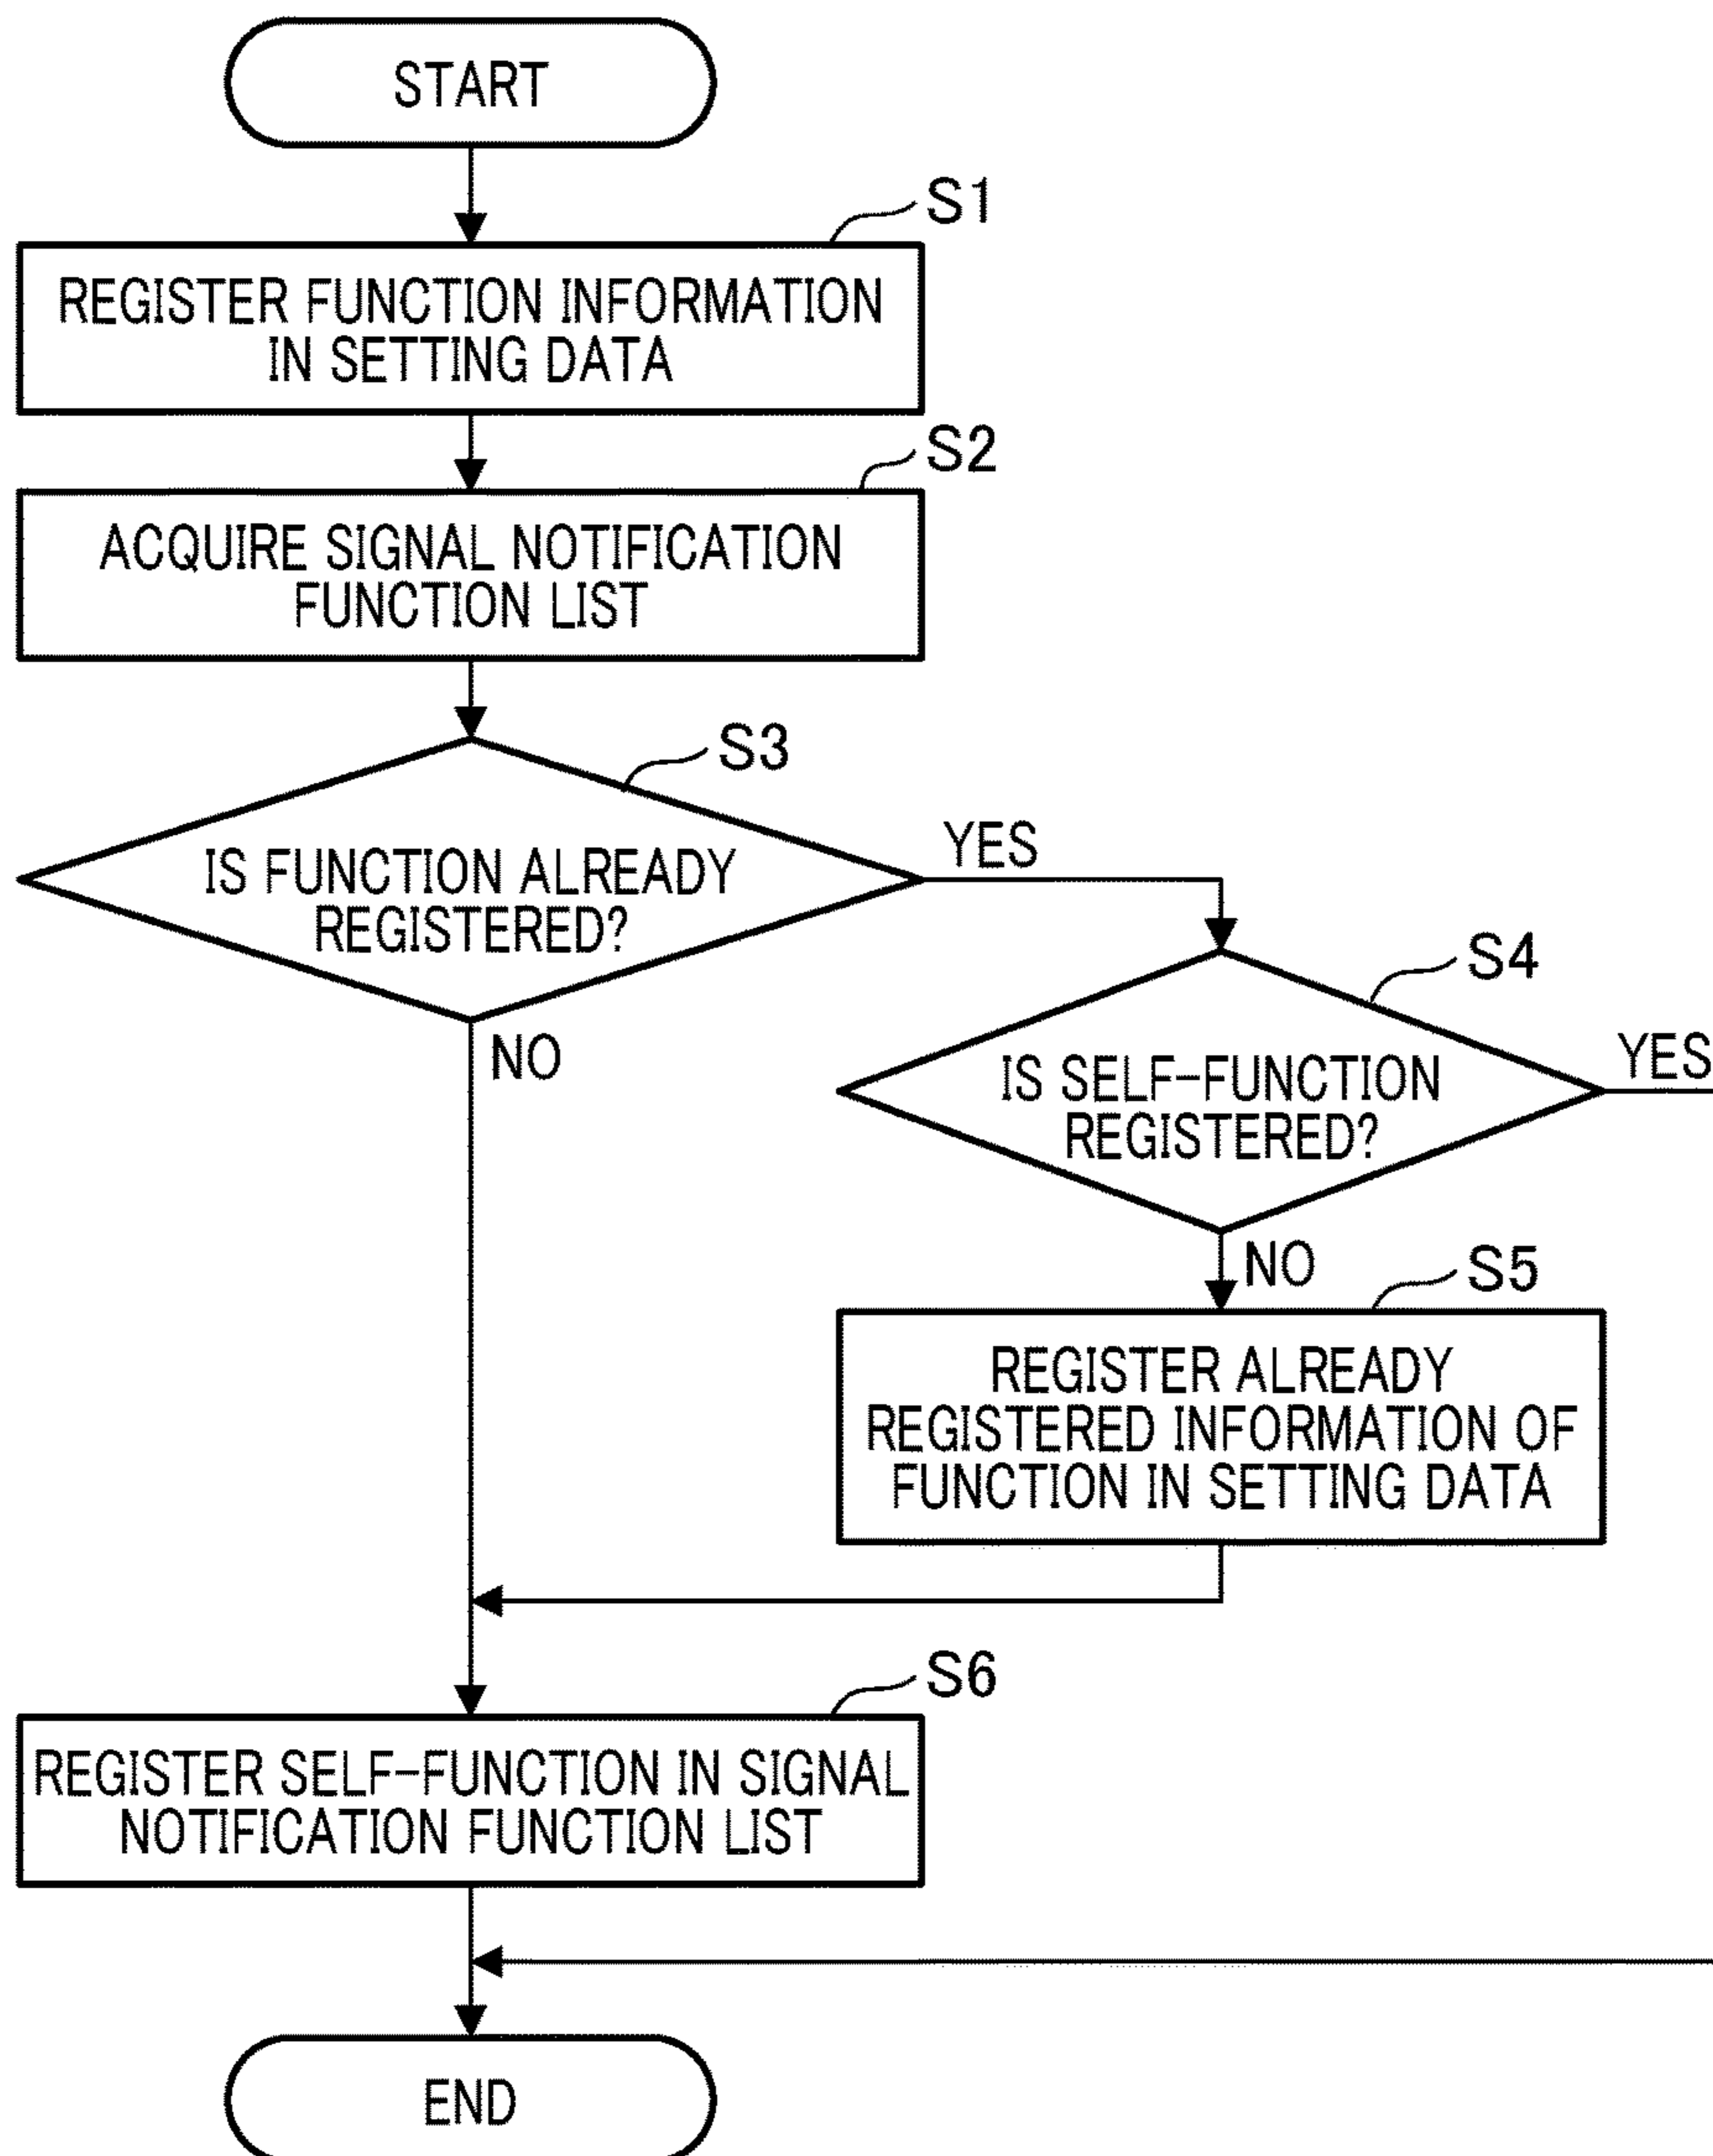 START
S1
REGISTER FUNCTION INFORMATION
IN SETTING DATA
S2
ACQUIRE SIGNAL NOTIFICATION
FUNCTION LIST
S3
IS FUNCTION ALREADY
REGISTERED?
YES
NO
S4
IS SELF-FUNCTION
REGISTERED?
YES
NO
S5
REGISTER ALREADY
REGISTERED INFORMATION OF
FUNCTION IN SETTING DATA
S6
REGISTER SELF-FUNCTION IN SIGNAL
NOTIFICATION FUNCTION LIST
END